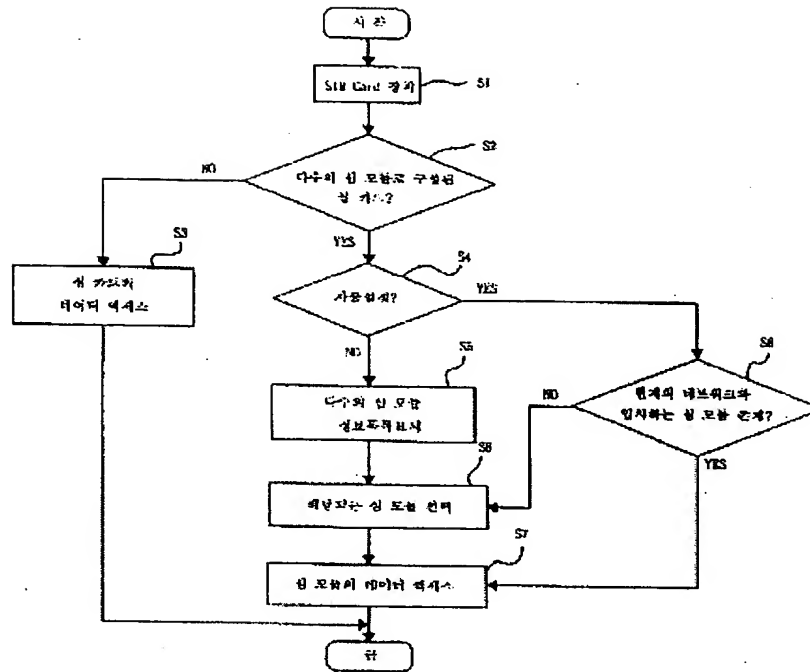 시 작
SIM Card 장착
S1
S2
NO
다수의 심 모듈로 구성된
심 카드?
YES
S3
심 카드의
데이터 액세스
S4
자동설정?
YES
NO
S5
다수의 심 모듈
정보목록표시
S8
현재의 네트워크와
일치하는 심 모듈 존재?
NO
YES
S6
해당되는 심 모듈 선택
S7
심 모듈의 데이터 액세스
끝